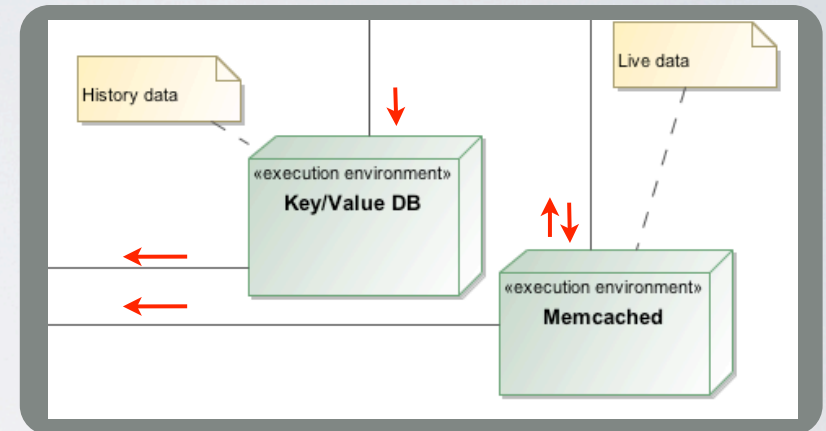 Live data
History data
«execution environment»
Key/Value DB
«execution environment»
Memcached